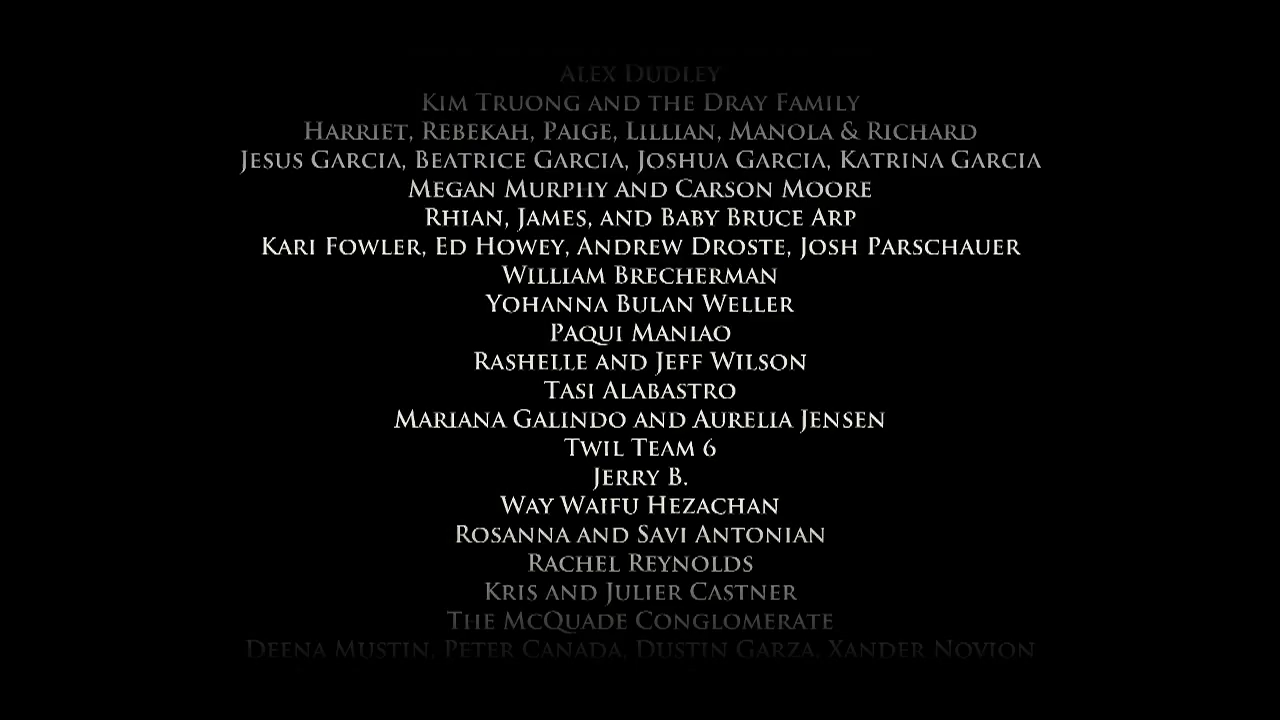 Alex Dudley
Kim Truong and the Dray Family
Harriet, Rebekah, Paige, Lillian, Manola & Richard
Jesus Garcia, Beatrice Garcia, Joshua Garcia, Katrina Garcia
Megan Murphy and Carson Moore
Rhian, James, and Baby Bruce Arp
Kari Fowler, Ed Howey, Andrew Droste, Josh Parschauer
William Brecherman
Yohanna Bulan Weller
Paqui Maniao
Rashelle and Jeff Wilson
Tasi Alabastro
Mariana Galindo and Aurelia Jensen
Twil Team 6
Jerry B.
Way Waifu Hezachan
Rosanna and Savi Antonian
Rachel Reynolds
Kris and Julier Castner
The McQuade Conglomerate
Deena Mustin, Peter Canada, Dustin Garza, Xander Novion